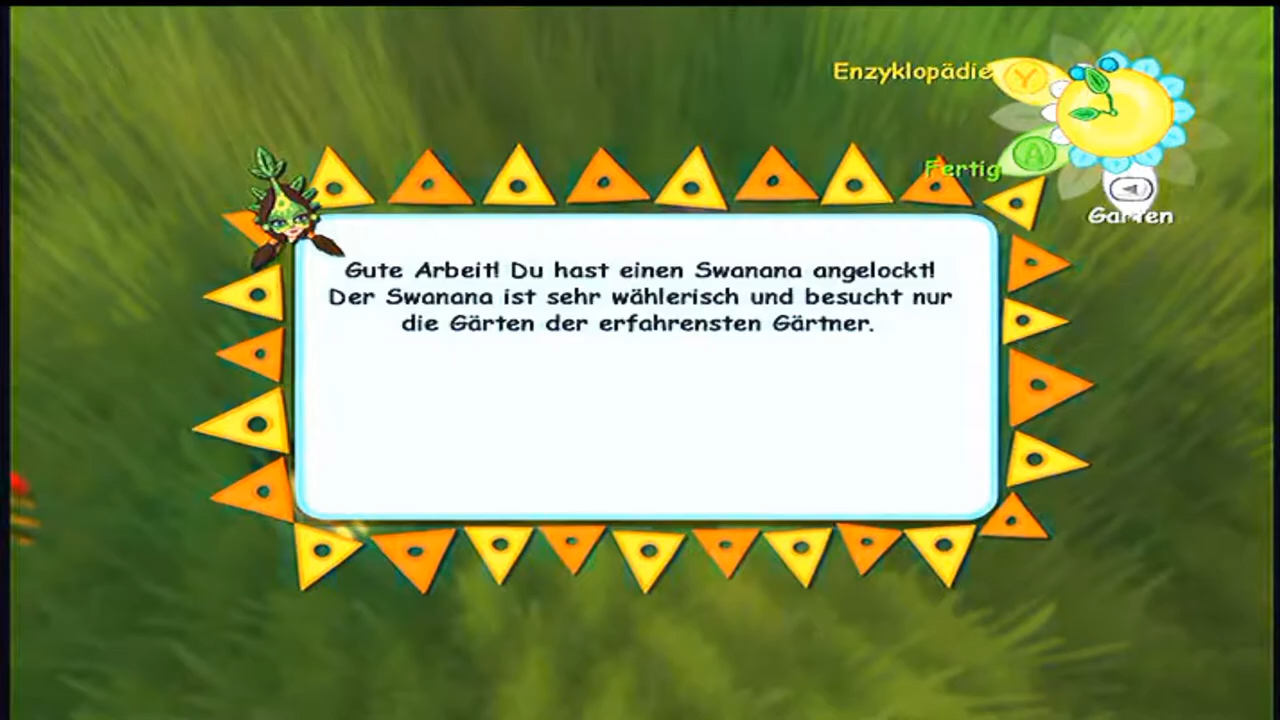 Enzyklopädie Y
Fertig A
Garten
Gute Arbeit! Du hast einen Swanana angelockt!
Der Swanana ist sehr wählerisch und besucht nur
die Gärten der erfahrensten Gärtner.